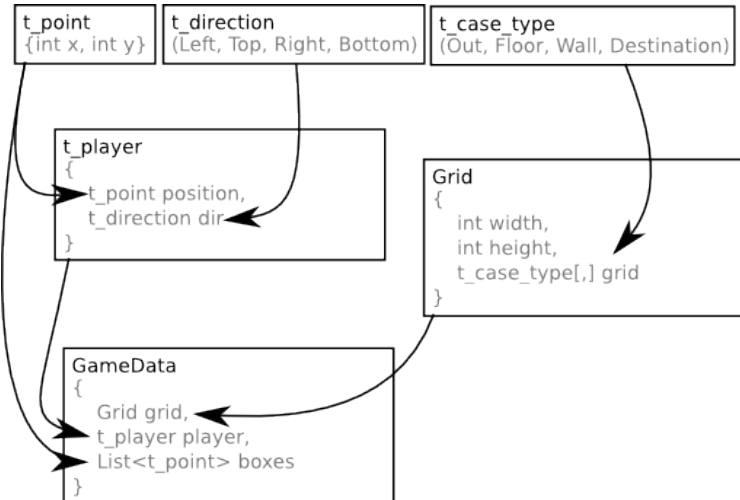 t_point
{int x, int y}
t_direction
(Left, Top, Right, Bottom)
t_case_type
(Out, Floor, Wall, Destination)
t_player
{
t_point position,
t_direction dir
}
Grid
{
int width,
int height,
t_case_type[,] grid
}
GameData
{
Grid grid,
t_player player,
List<t_point> boxes
}